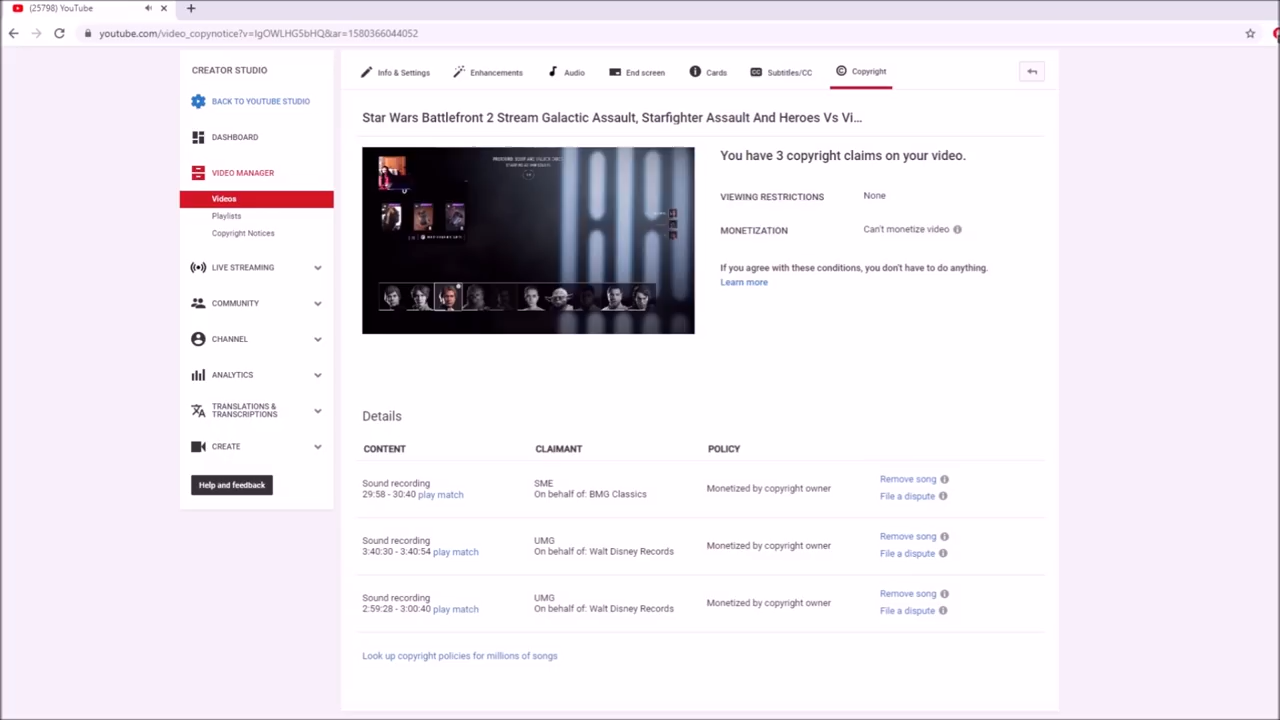 (25798) YouTube
youtube.com/video_copynotice?v=IgOWLHG5bHQ&ar=1580366044052
CREATOR STUDIO
BACK TO YOUTUBE STUDIO
DASHBOARD
VIDEO MANAGER
Videos
Playlists
Copyright Notices
LIVE STREAMING
COMMUNITY
CHANNEL
ANALYTICS
TRANSLATIONS &
TRANSCRIPTIONS
CREATE
Help and feedback
Info & Settings
Enhancements
Audio
End screen
Cards
CC Subtitles/CC
Copyright
Star Wars Battlefront 2 Stream Galactic Assault, Starfighter Assault And Heroes Vs Vi...
You have 3 copyright claims on your video.
VIEWING RESTRICTIONS None
MONETIZATION Can't monetize video
If you agree with these conditions, you don't have to do anything.
Learn more
Details
CONTENT CLAIMANT POLICY
Sound recording
29:58 - 30:40 play match
SME
On behalf of: BMG Classics
Monetized by copyright owner
Remove song
File a dispute
Sound recording
3:40:30 - 3:40:54 play match
UMG
On behalf of: Walt Disney Records
Monetized by copyright owner
Remove song
File a dispute
Sound recording
2:59:28 - 3:00:40 play match
UMG
On behalf of: Walt Disney Records
Monetized by copyright owner
Remove song
File a dispute
Look up copyright policies for millions of songs